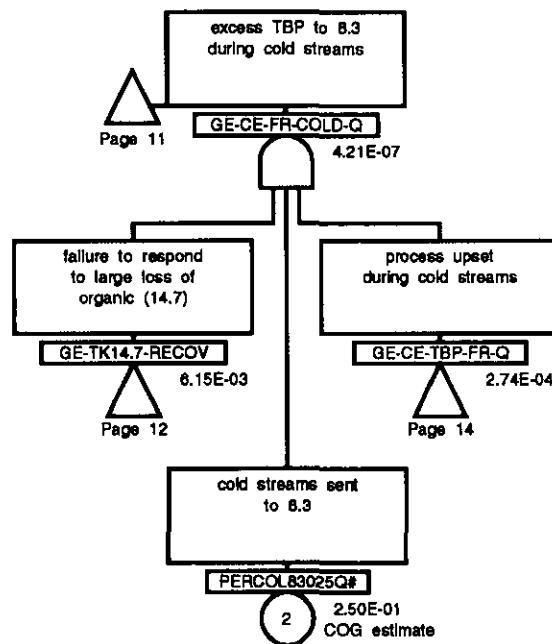 excess TBP to 8.3
during cold streams
Page 11
GE-CE-FR-COLD-Q
4.21E-07
failure to respond
to large loss of
organic (14.7)
process upset
during cold streams
GE-TK14.7-RECOV
GE-CE-TBP-FR-Q
6.15E-03
2.74E-04
Page 12
Page 14
cold streams sent
to 8.3
PERCOL83025Q#
2
2.50E-01
COG estimate